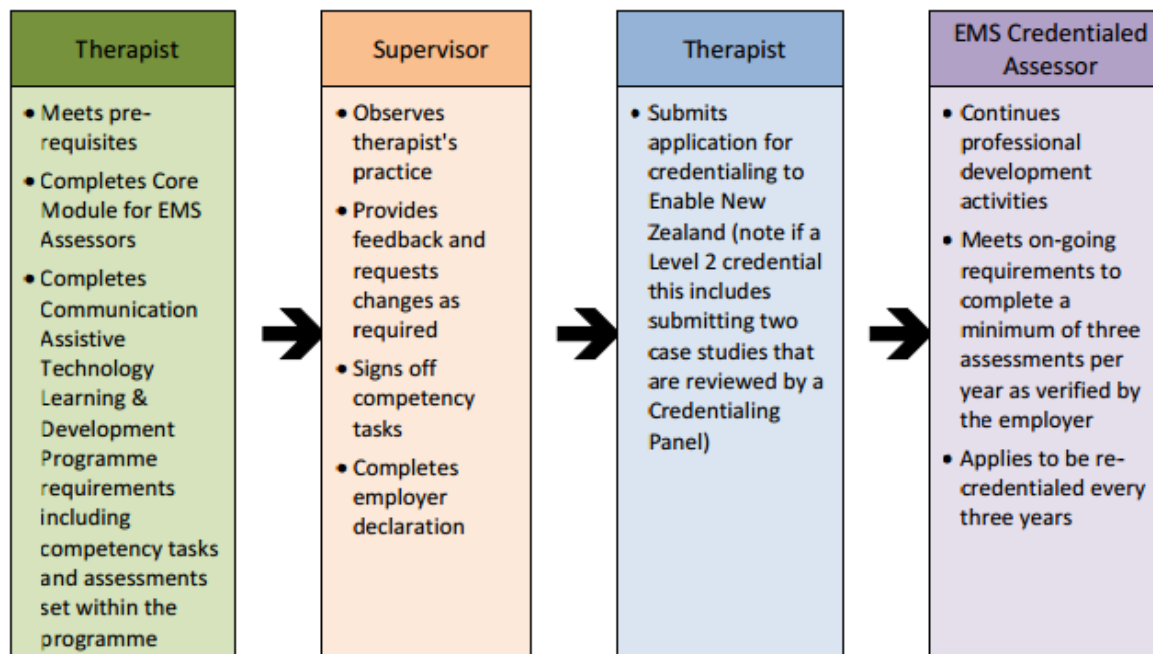 Therapist
• Meets pre-
requisites
• Completes Core
Module for EMS
Assessors
• Completes
Communication
Assistive
Technology
Learning &
Development
Programme
requirements
including
competency tasks
and assessments
set within the
programme
Supervisor
• Observes
therapist's
practice
• Provides
feedback and
requests
changes as
required
• Signs off
competency
tasks
• Completes
employer
declaration
Therapist
• Submits
application for
credentialing to
Enable New
Zealand (note if a
Level 2 credential
this includes
submitting two
case studies that
are reviewed by a
Credentialing
Panel)
EMS Credentialed
Assessor
• Continues
professional
development
activities
• Meets on-going
requirements to
complete a
minimum of three
assessments per
year as verified by
the employer
• Applies to be re-
credentialed every
three years